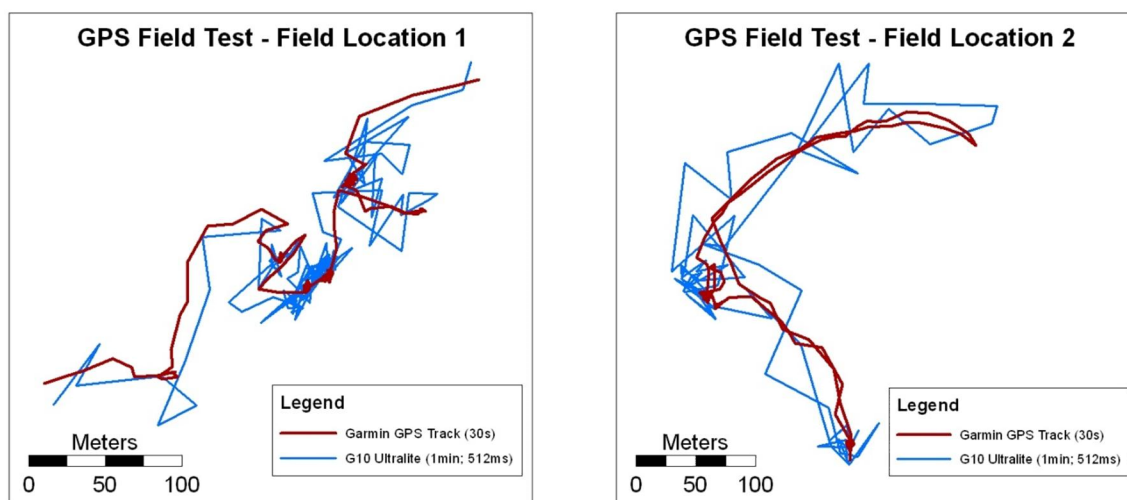 GPS Field Test - Field Location 1
Legend
Garmin GPS Track (30s)
G10 Ultralite (1min; 512ms)
Meters
0 50 100
GPS Field Test - Field Location 2
Legend
Garmin GPS Track (30s)
G10 Ultralite (1min; 512ms)
Meters
0 50 100